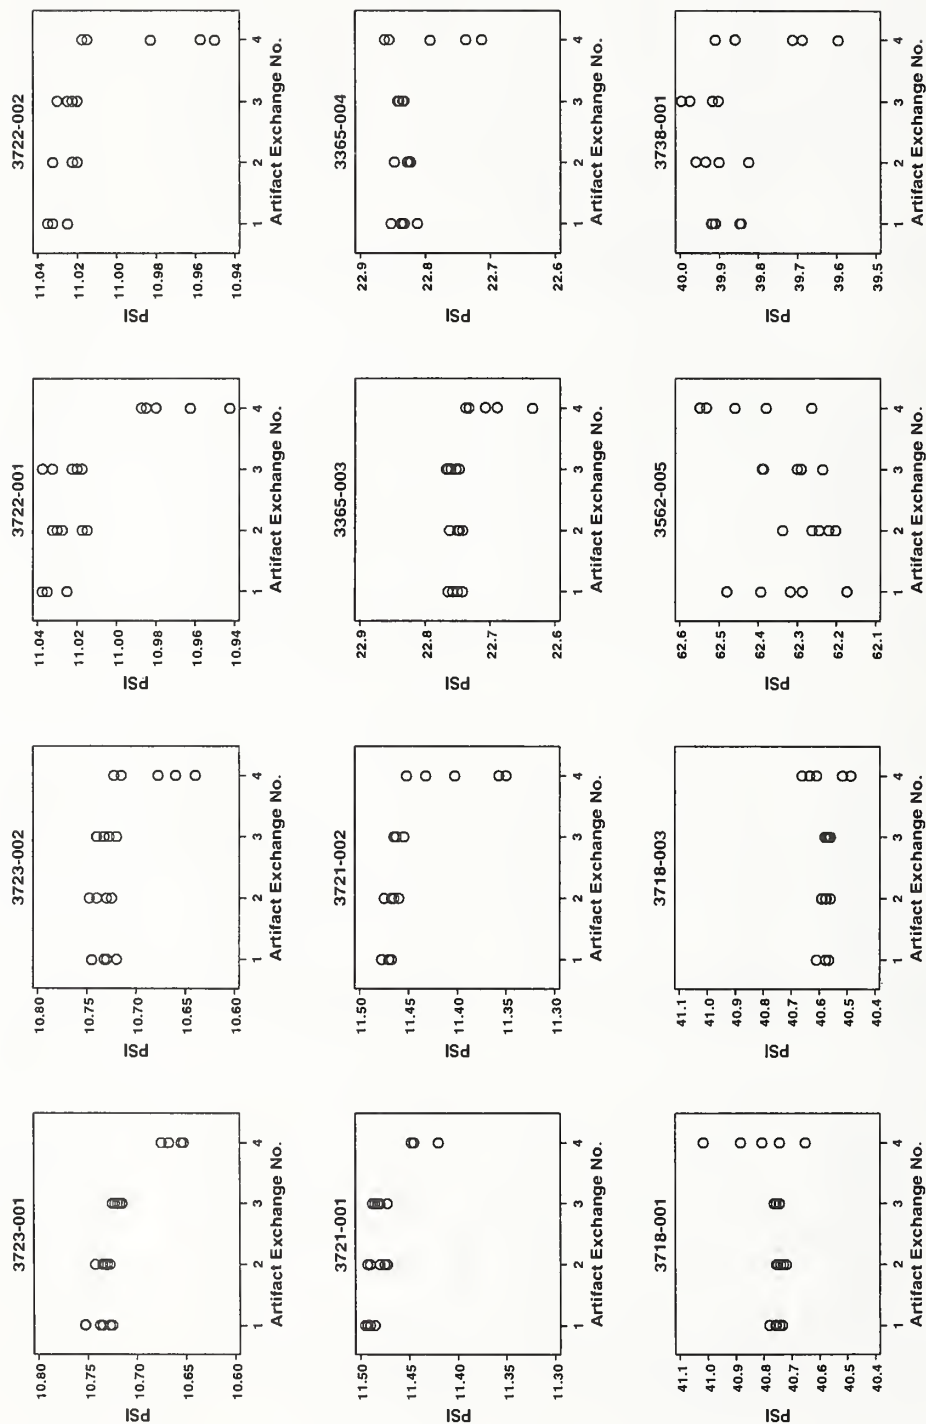 3723-001
PSI
10.80
10.75
10.70
10.65
10.60
1 2 3 4
Artifact Exchange No.
3723-002
PSI
10.80
10.75
10.70
10.65
10.60
1 2 3 4
Artifact Exchange No.
3722-001
PSI
11.04
11.02
11.00
10.98
10.96
10.94
1 2 3 4
Artifact Exchange No.
3722-002
PSI
11.04
11.02
11.00
10.98
10.96
10.94
1 2 3 4
Artifact Exchange No.
3721-001
PSI
11.50
11.45
11.40
11.35
11.30
1 2 3 4
Artifact Exchange No.
3721-002
PSI
11.50
11.45
11.40
11.35
11.30
1 2 3 4
Artifact Exchange No.
3365-003
PSI
22.9
22.8
22.7
22.6
1 2 3 4
Artifact Exchange No.
3365-004
PSI
22.9
22.8
22.7
22.6
1 2 3 4
Artifact Exchange No.
3718-001
PSI
41.1
41.0
40.9
40.8
40.7
40.6
40.5
40.4
1 2 3 4
Artifact Exchange No.
3718-003
PSI
41.1
41.0
40.9
40.8
40.7
40.6
40.5
40.4
1 2 3 4
Artifact Exchange No.
3562-005
PSI
62.6
62.5
62.4
62.3
62.2
62.1
1 2 3 4
Artifact Exchange No.
3738-001
PSI
40.0
39.9
39.8
39.7
39.6
39.5
1 2 3 4
Artifact Exchange No.